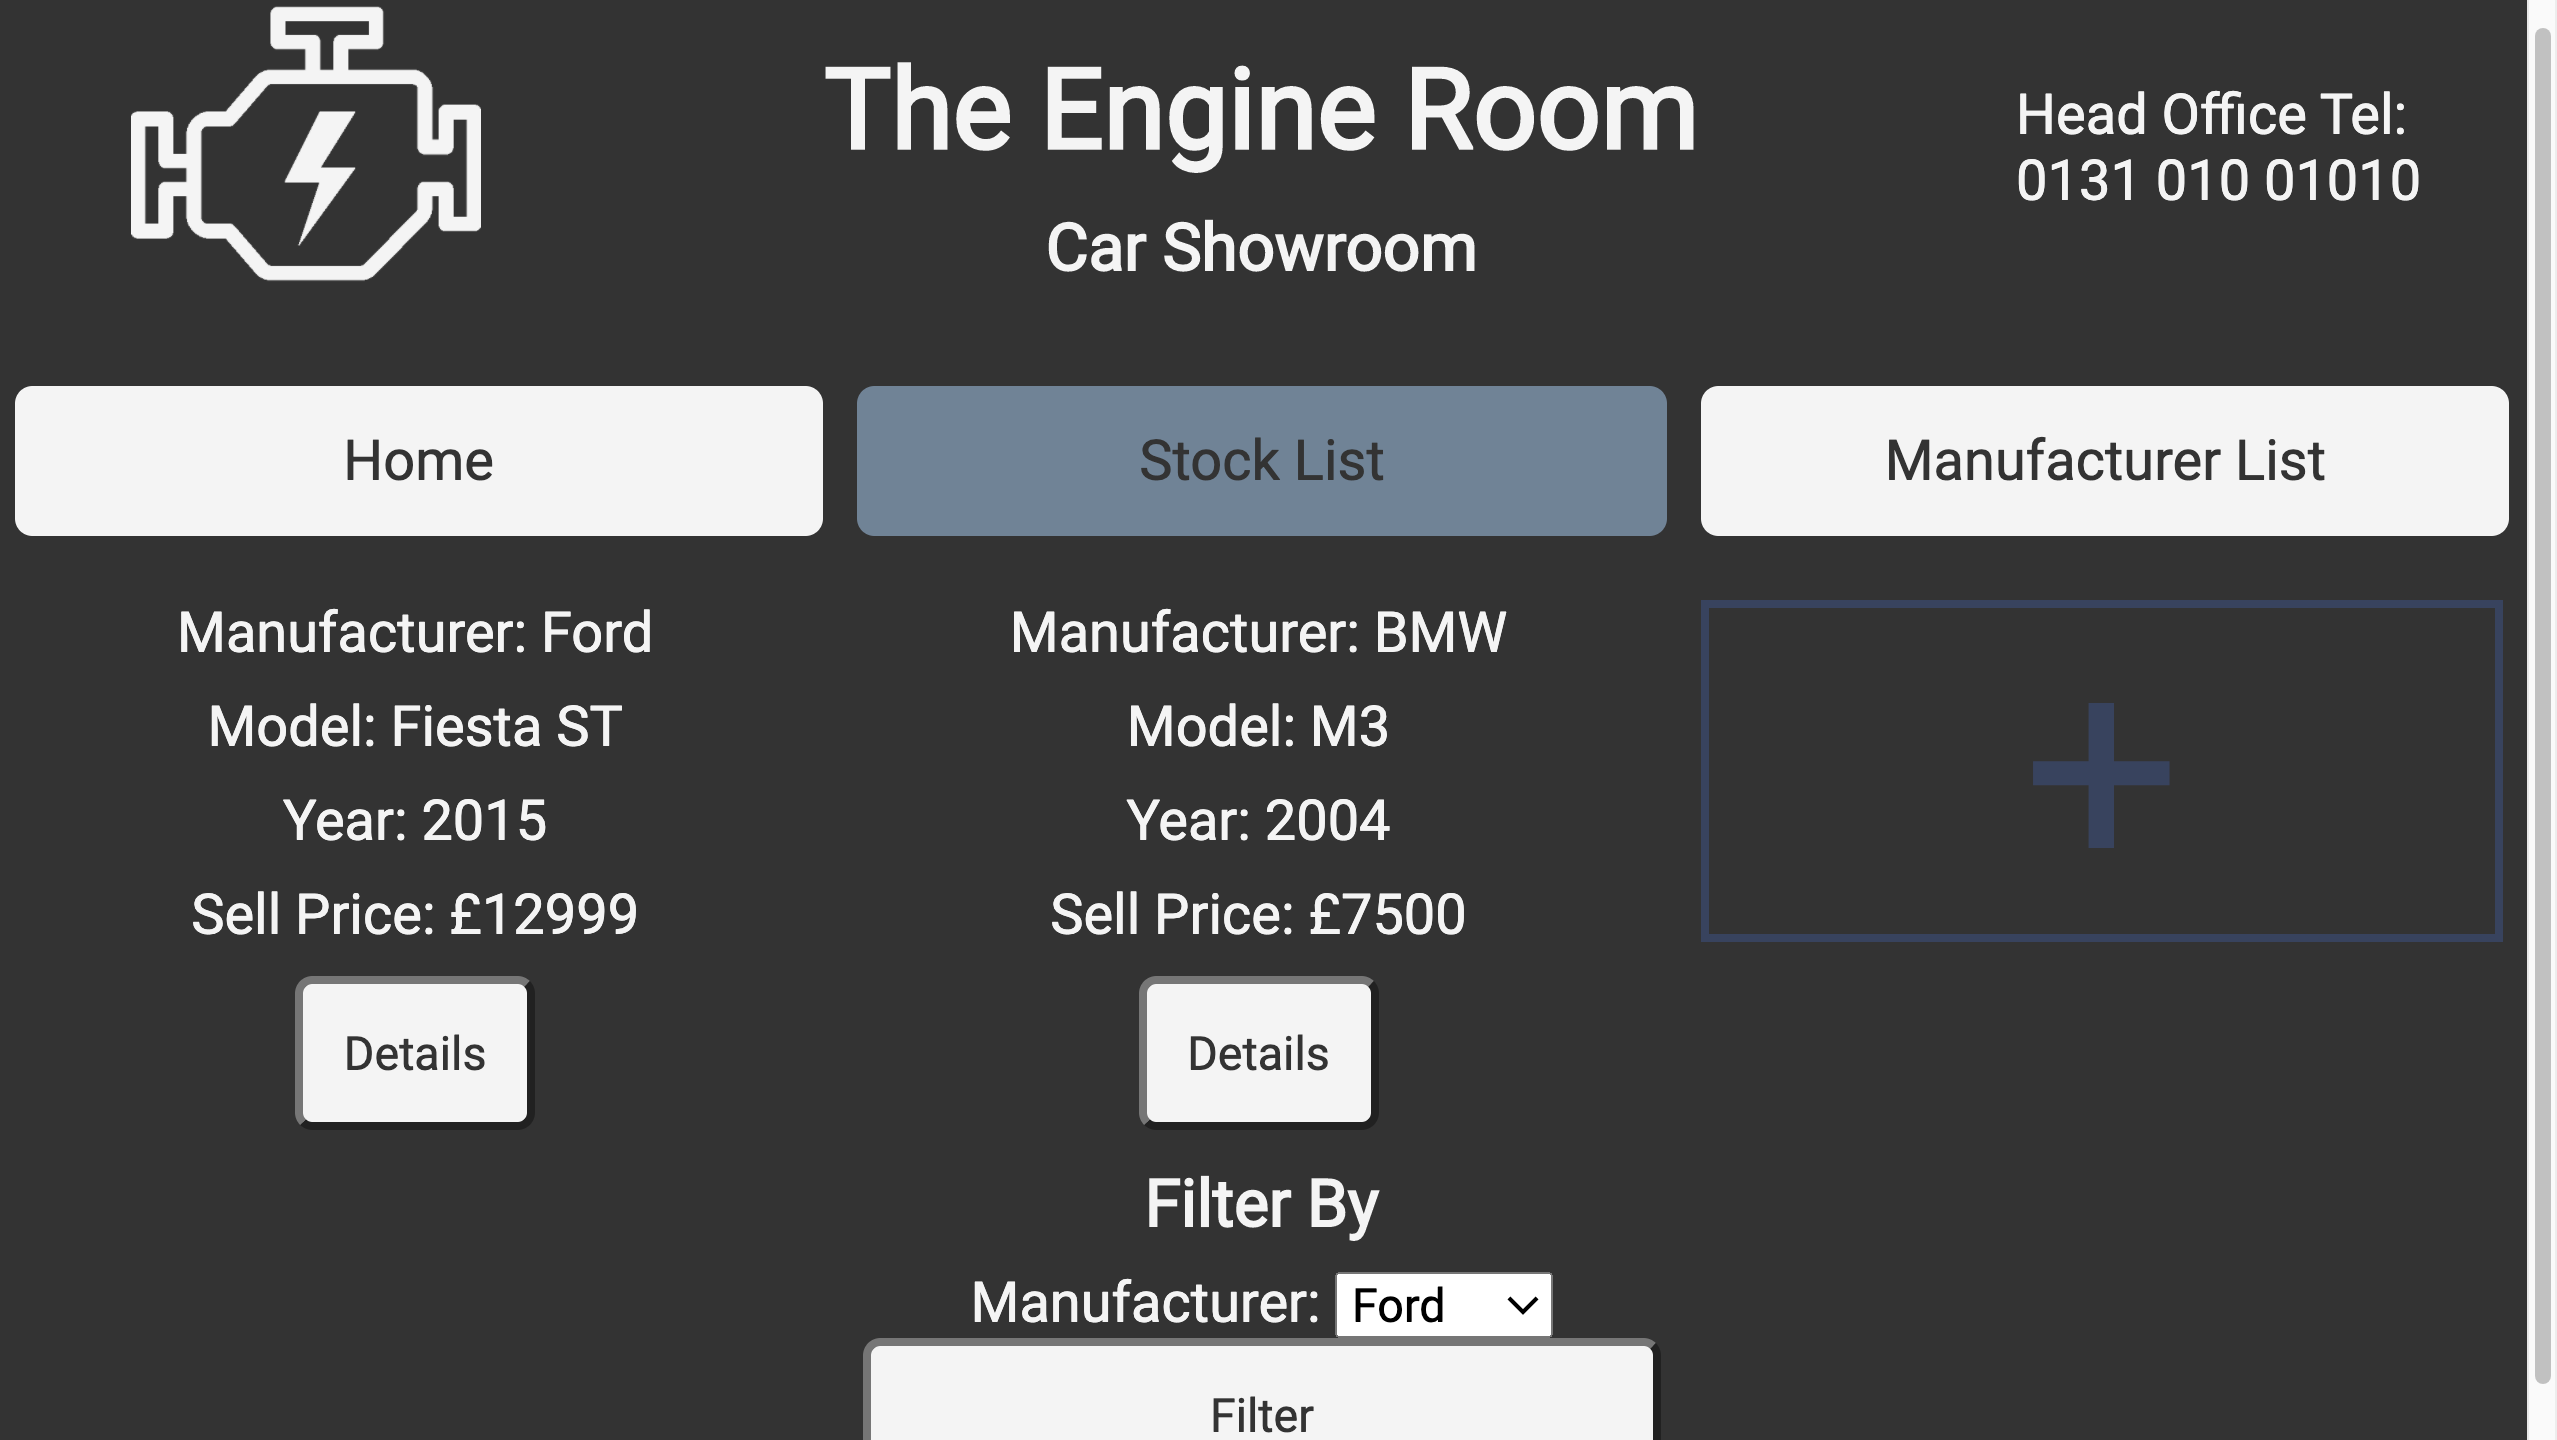 The Engine Room
Car Showroom
Head Office Tel:
0131 010 01010
Home
Stock List
Manufacturer List
Manufacturer: Ford
Model: Fiesta ST
Year: 2015
Sell Price: £12999
Details
Manufacturer: BMW
Model: M3
Year: 2004
Sell Price: £7500
Details
+
Filter By
Manufacturer: Ford
Filter